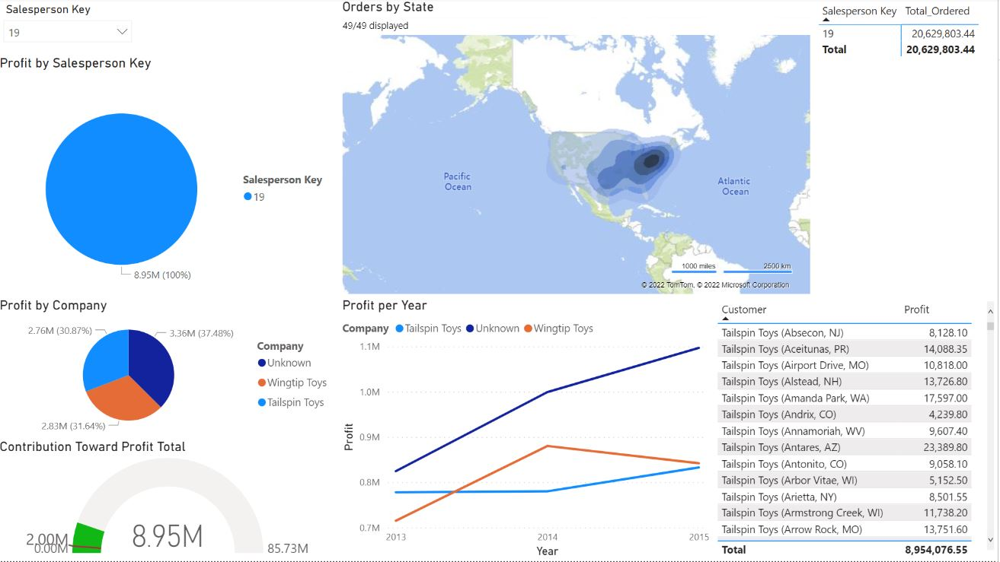 Salesperson Key
19
Profit by Salesperson Key
Salesperson Key
19
8.95M (100%)
Orders by State
49/49 displayed
Pacific
Ocean
Atlantic
Ocean
1000 miles 2500 km
© 2022 TomTom, © 2022 Microsoft Corporation
Salesperson Key Total_Ordered
19 20,629,803.44
Total 20,629,803.44
Profit by Company
2.76M (30.87%)
3.36M (37.48%)
2.83M (31.64%)
Company
Unknown
Wingtip Toys
Tailspin Toys
Contribution Toward Profit Total
2.00M
0.00M
8.95M
85.73M
Profit per Year
Company Tailspin Toys Unknown Wingtip Toys
Profit
1.1M
1.0M
0.9M
0.8M
0.7M
2013 2014 2015
Year
Customer Profit
Tailspin Toys (Absecon, NJ) 8,128.10
Tailspin Toys (Aceitunas, PR) 14,088.35
Tailspin Toys (Airport Drive, MO) 10,818.00
Tailspin Toys (Alstead, NH) 13,726.80
Tailspin Toys (Amanda Park, WA) 17,597.00
Tailspin Toys (Andrix, CO) 4,239.80
Tailspin Toys (Annamoriah, WV) 9,607.40
Tailspin Toys (Antares, AZ) 23,389.80
Tailspin Toys (Antonito, CO) 9,058.10
Tailspin Toys (Arbor Vitae, WI) 5,152.50
Tailspin Toys (Arietta, NY) 8,501.55
Tailspin Toys (Armstrong Creek, WI) 11,738.20
Tailspin Toys (Arrow Rock, MO) 13,751.60
Total 8,954,076.55